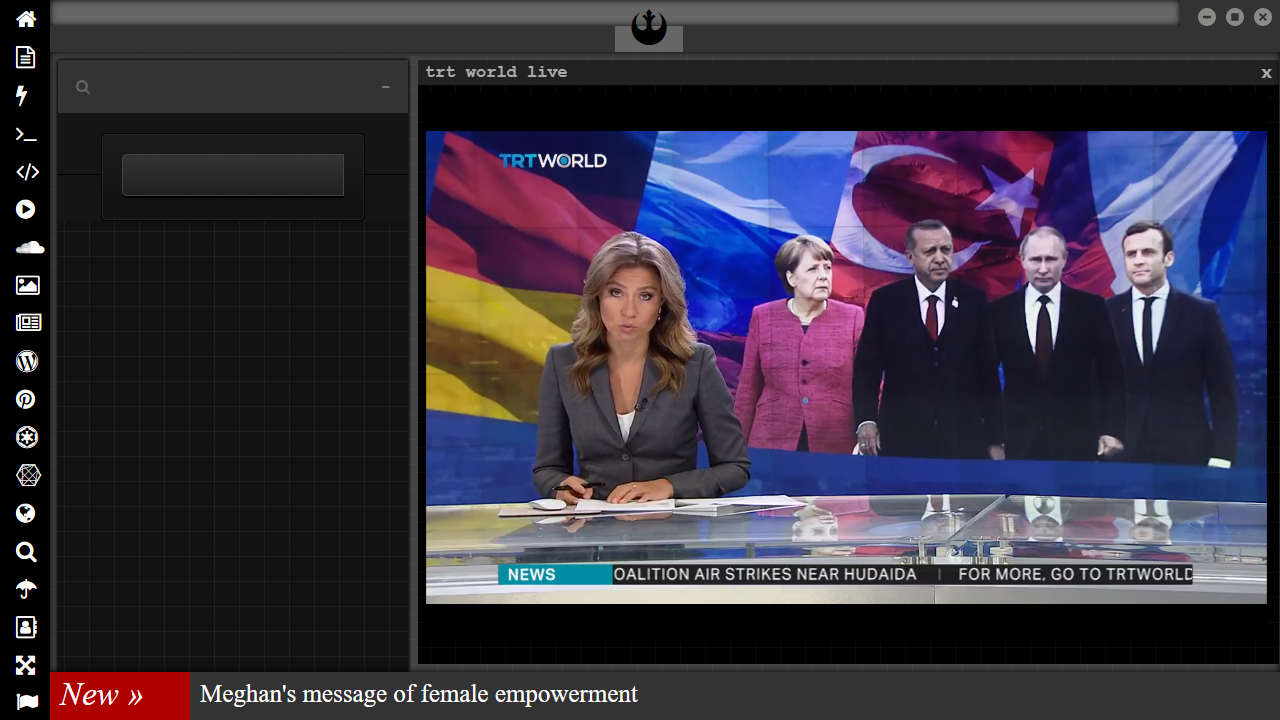 trt world live
x
TRTWORLD
NEWS
OALITION AIR STRIKES NEAR HUDAIDA | FOR MORE, GO TO TRTWORLD
New »
Meghan's message of female empowerment